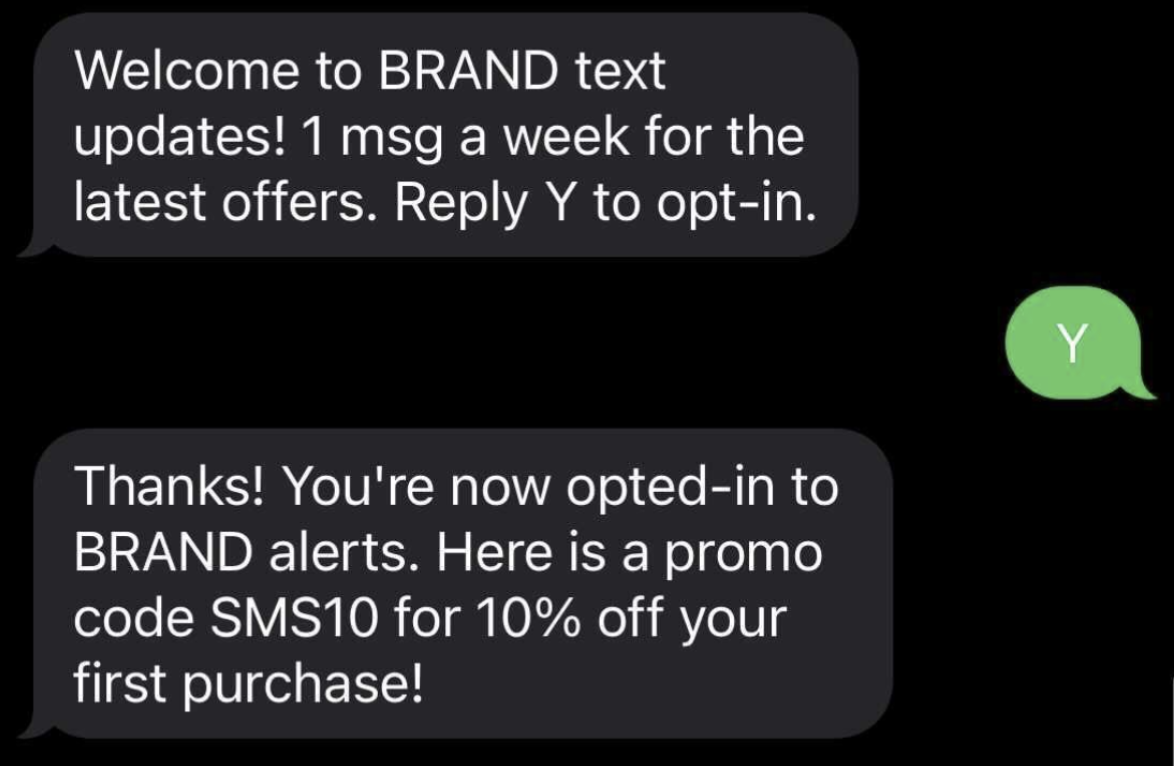 Welcome to BRAND text
updates! 1 msg a week for the
latest offers. Reply Y to opt-in.
Y
Thanks! You're now opted-in to
BRAND alerts. Here is a promo
code SMS10 for 10% off your
first purchase!